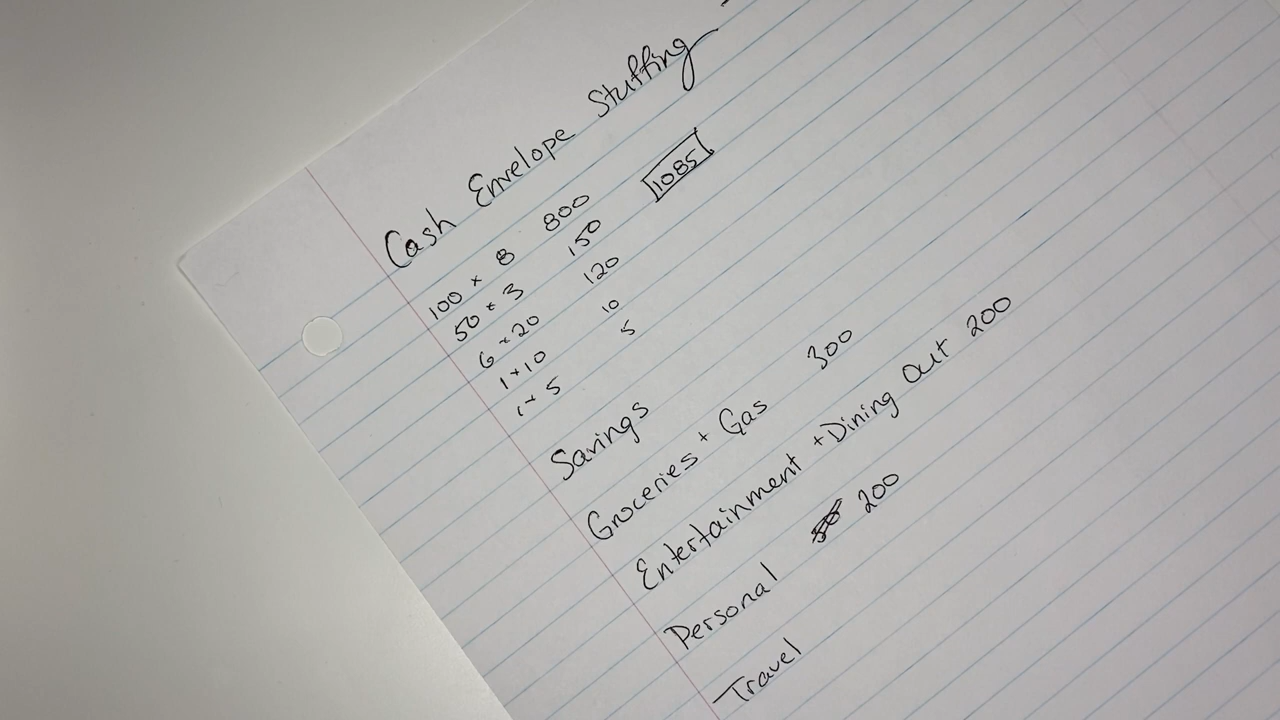 Cash Envelope Stuffing
1085
100 x 8 800
50 x 3 150
6 x 20 120
1 x 10 10
1 x 5 5
Savings
Groceries + Gas 300
Entertainment + Dining Out 200
Personal 200
Travel